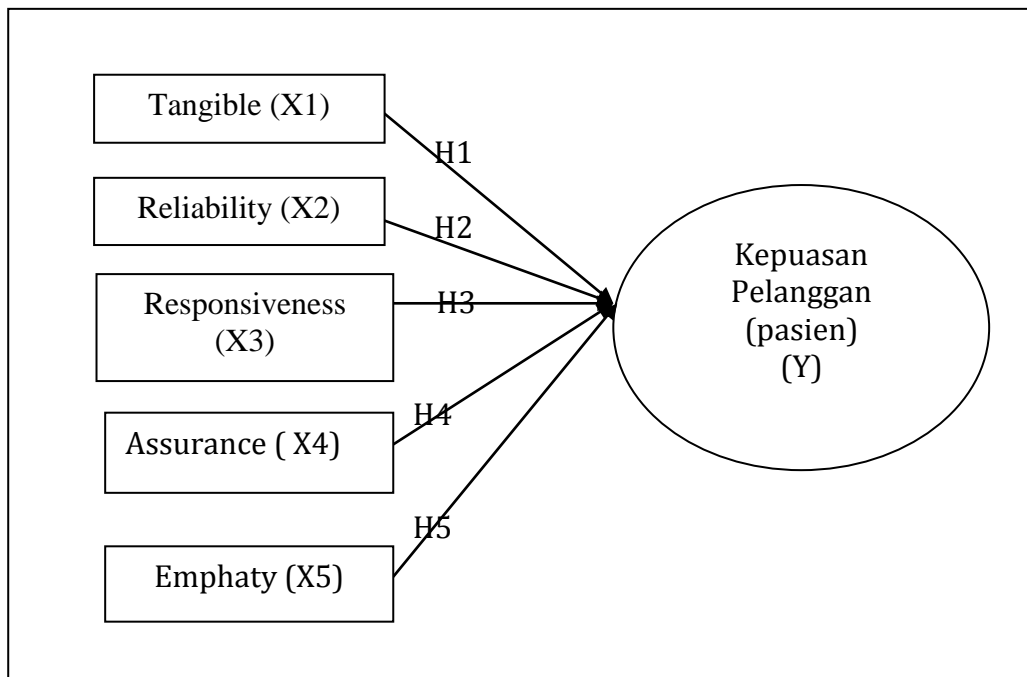 Tangible (X1)
H1
Reliability (X2)
H2
Responsiveness
(X3)
H3
Assurance ( X4)
H4
Emphaty (X5)
H5
Kepuasan
Pelanggan
(pasien)
(Y)